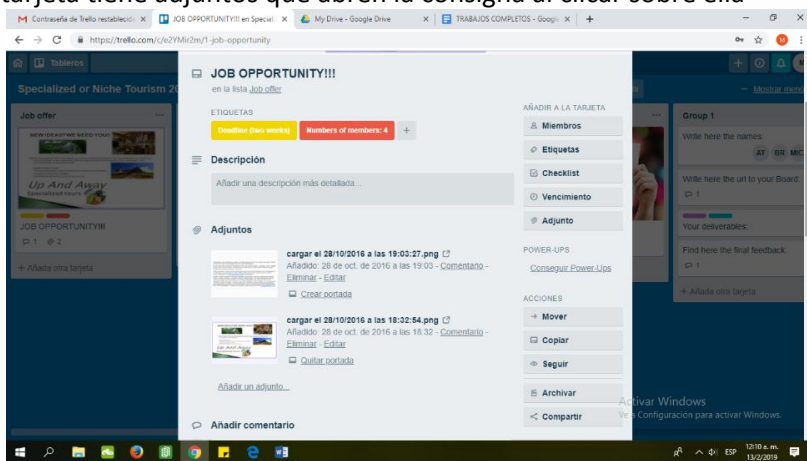 tarjeta tiene adjuntos que abren la consigna al clicar sobre ella
Contraseña de Trello restablecid
JOB OPPORTUNITY!!! en Special
My Drive - Google Drive
TRABAJOS COMPLETOS - Google
https://trello.com/c/e2YMir2m/1-job-opportunity
Tableros
Specialized or Niche Tourism 20
Mostrar menú
Job offer
NEW IDEAS? WE NEED YOU!
Up And Away
JOB OPPORTUNITY!!!
1 2
+ Añada otra tarjeta
JOB OPPORTUNITY!!!
en la lista Job offer
ETIQUETAS
Deadline (two weeks) Numbers of members: 4 +
Descripción
Añadir una descripción más detallada...
Adjuntos
cargar el 28/10/2016 a las 19:03:27.png
Añadido: 28 de oct. de 2016 a las 19:03 - Comentario -
Eliminar - Editar
Crear portada
cargar el 28/10/2016 a las 18:32:54.png
Añadido: 28 de oct. de 2016 a las 18:32 - Comentario -
Eliminar - Editar
Quitar portada
Añadir un adjunto...
Añadir comentario
AÑADIR A LA TARJETA
Miembros
Etiquetas
Checklist
Vencimiento
Adjunto
POWER-UPS
Conseguir Power-Ups
ACCIONES
Mover
Copiar
Seguir
Archivar
Compartir
Group 1
Write here the names:
AT BR MIC
Write here the url to your Board:
1
Your deliverables:
Find here the final feedback:
1
+ Añada otra tarjeta
Activar Windows
Ve a Configuración para activar Windows.
ESP
12:10 a. m.
13/2/2019